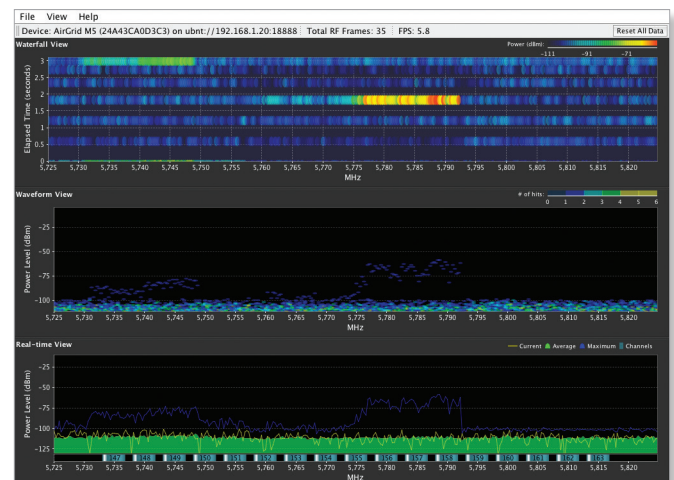 File View Help
Device: AirGrid M5 (24A43CA0D3C3) on ubnt://192.168.1.20:18888 Total RF Frames: 35 FPS: 5.8 Reset All Data
Waterfall View Power (dBm):
-111 -91 -71
Elapsed Time (seconds)
3
2.5
2
1.5
1
0.5
0
5,725 5,730 5,735 5,740 5,745 5,750 5,755 5,760 5,765 5,770 5,775 5,780 5,785 5,790 5,795 5,800 5,805 5,810 5,815 5,820
MHz
Waveform View # of hits:
0 1 2 3 4 5 6
Power Level (dBm)
-25
-50
-75
-100
5,725 5,730 5,735 5,740 5,745 5,750 5,755 5,760 5,765 5,770 5,775 5,780 5,785 5,790 5,795 5,800 5,805 5,810 5,815 5,820
MHz
Real-time View Current Average Maximum Channels
Power Level (dBm)
-25
-50
-75
-100
-125
147 148 149 150 151 152 153 154 155 156 157 158 159 160 161 162 163
5,725 5,730 5,735 5,740 5,745 5,750 5,755 5,760 5,765 5,770 5,775 5,780 5,785 5,790 5,795 5,800 5,805 5,810 5,815 5,820
MHz